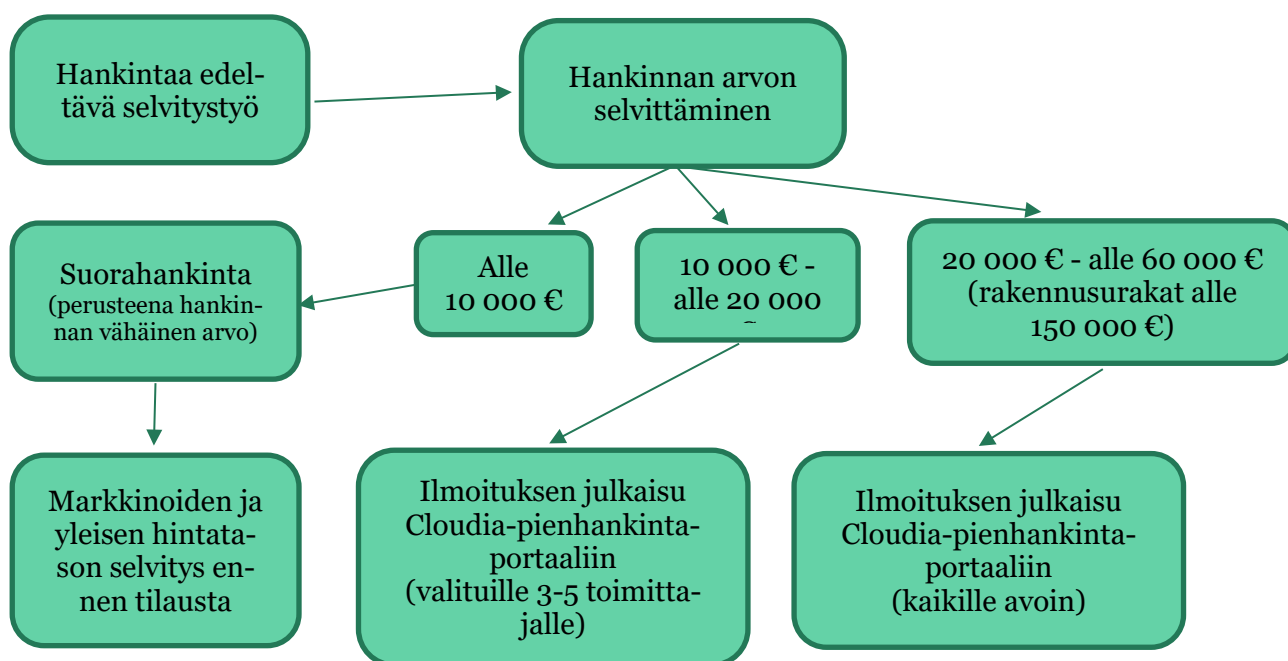 Hankintaa edel-
tävä selvitystyö
Hankinnan arvon
selvittäminen
Suorahankinta
(perusteena hankin-
nan vähäinen arvo)
Alle
10 000 €
10 000 € -
alle 20 000
20 000 € - alle 60 000 €
(rakennusurakat alle
150 000 €)
Markkinoiden ja
yleisen hintata-
son selvitys en-
nen tilausta
Ilmoituksen julkaisu
Cloudia-pienhankinta-
portaaliin
(valituille 3-5 toimitta-
jalle)
Ilmoituksen julkaisu
Cloudia-pienhankinta-
portaaliin
(kaikille avoin)